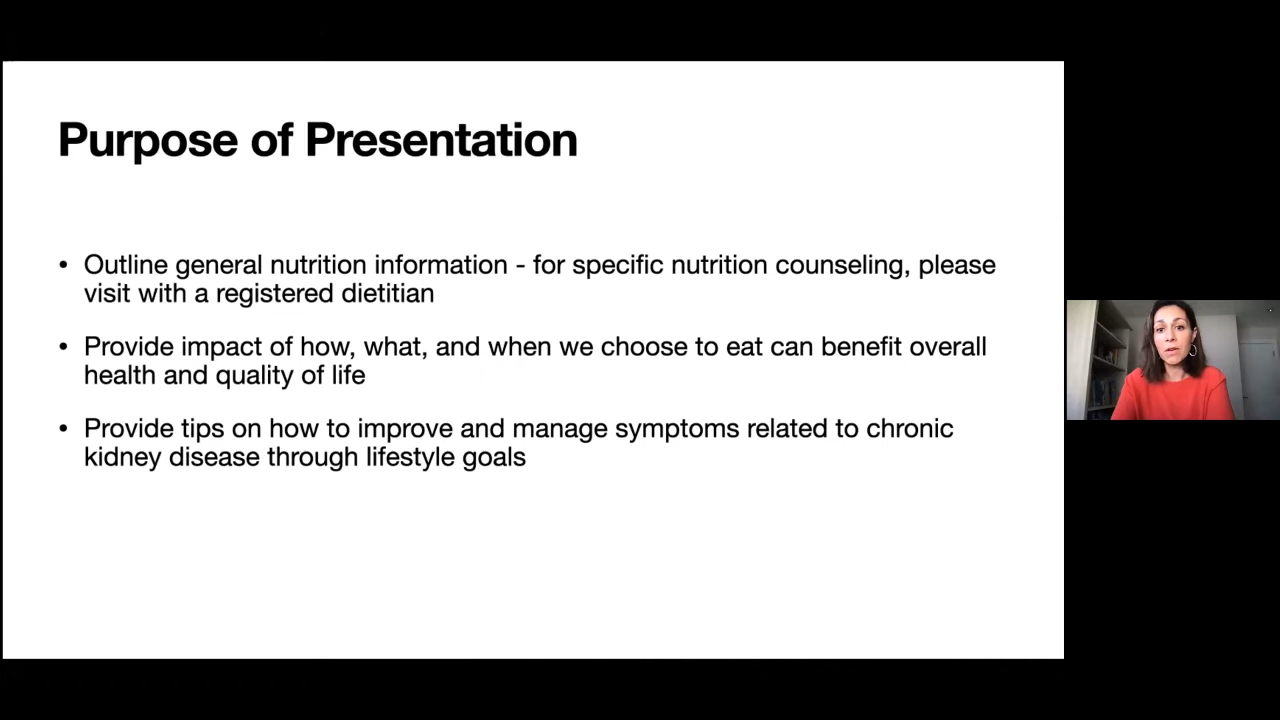 Purpose of Presentation
• Outline general nutrition information - for specific nutrition counseling, please
visit with a registered dietitian
• Provide impact of how, what, and when we choose to eat can benefit overall
health and quality of life
• Provide tips on how to improve and manage symptoms related to chronic
kidney disease through lifestyle goals